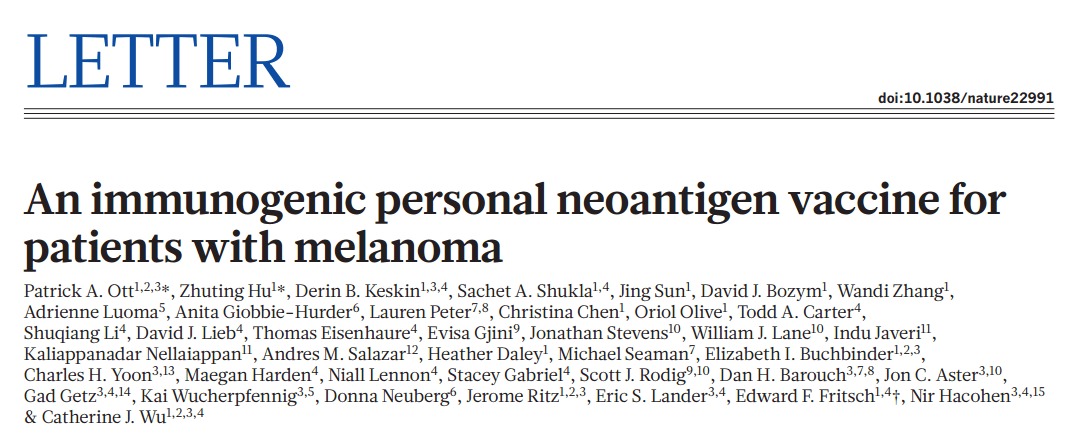 LETTER
doi:10.1038/nature22991
An immunogenic personal neoantigen vaccine for
patients with melanoma
Patrick A. Ott1,2,3*, Zhuting Hu1*, Derin B. Keskin1,3,4, Sachet A. Shukla1,4, Jing Sun1, David J. Bozym1, Wandi Zhang1,
Adrienne Luoma5, Anita Giobbie-Hurder6, Lauren Peter7,8, Christina Chen1, Oriol Olive1, Todd A. Carter4,
Shuqiang Li4, David J. Lieb4, Thomas Eisenhaure4, Evisa Gjini9, Jonathan Stevens10, William J. Lane10, Indu Javeri11,
Kaliappanadar Nellaiappan11, Andres M. Salazar12, Heather Daley1, Michael Seaman7, Elizabeth I. Buchbinder1,2,3,
Charles H. Yoon3,13, Maegan Harden4, Niall Lennon4, Stacey Gabriel4, Scott J. Rodig9,10, Dan H. Barouch3,7,8, Jon C. Aster3,10,
Gad Getz3,4,14, Kai Wucherpfennig3,5, Donna Neuberg6, Jerome Ritz1,2,3, Eric S. Lander3,4, Edward F. Fritsch1,4†, Nir Hacohen3,4,15
& Catherine J. Wu1,2,3,4